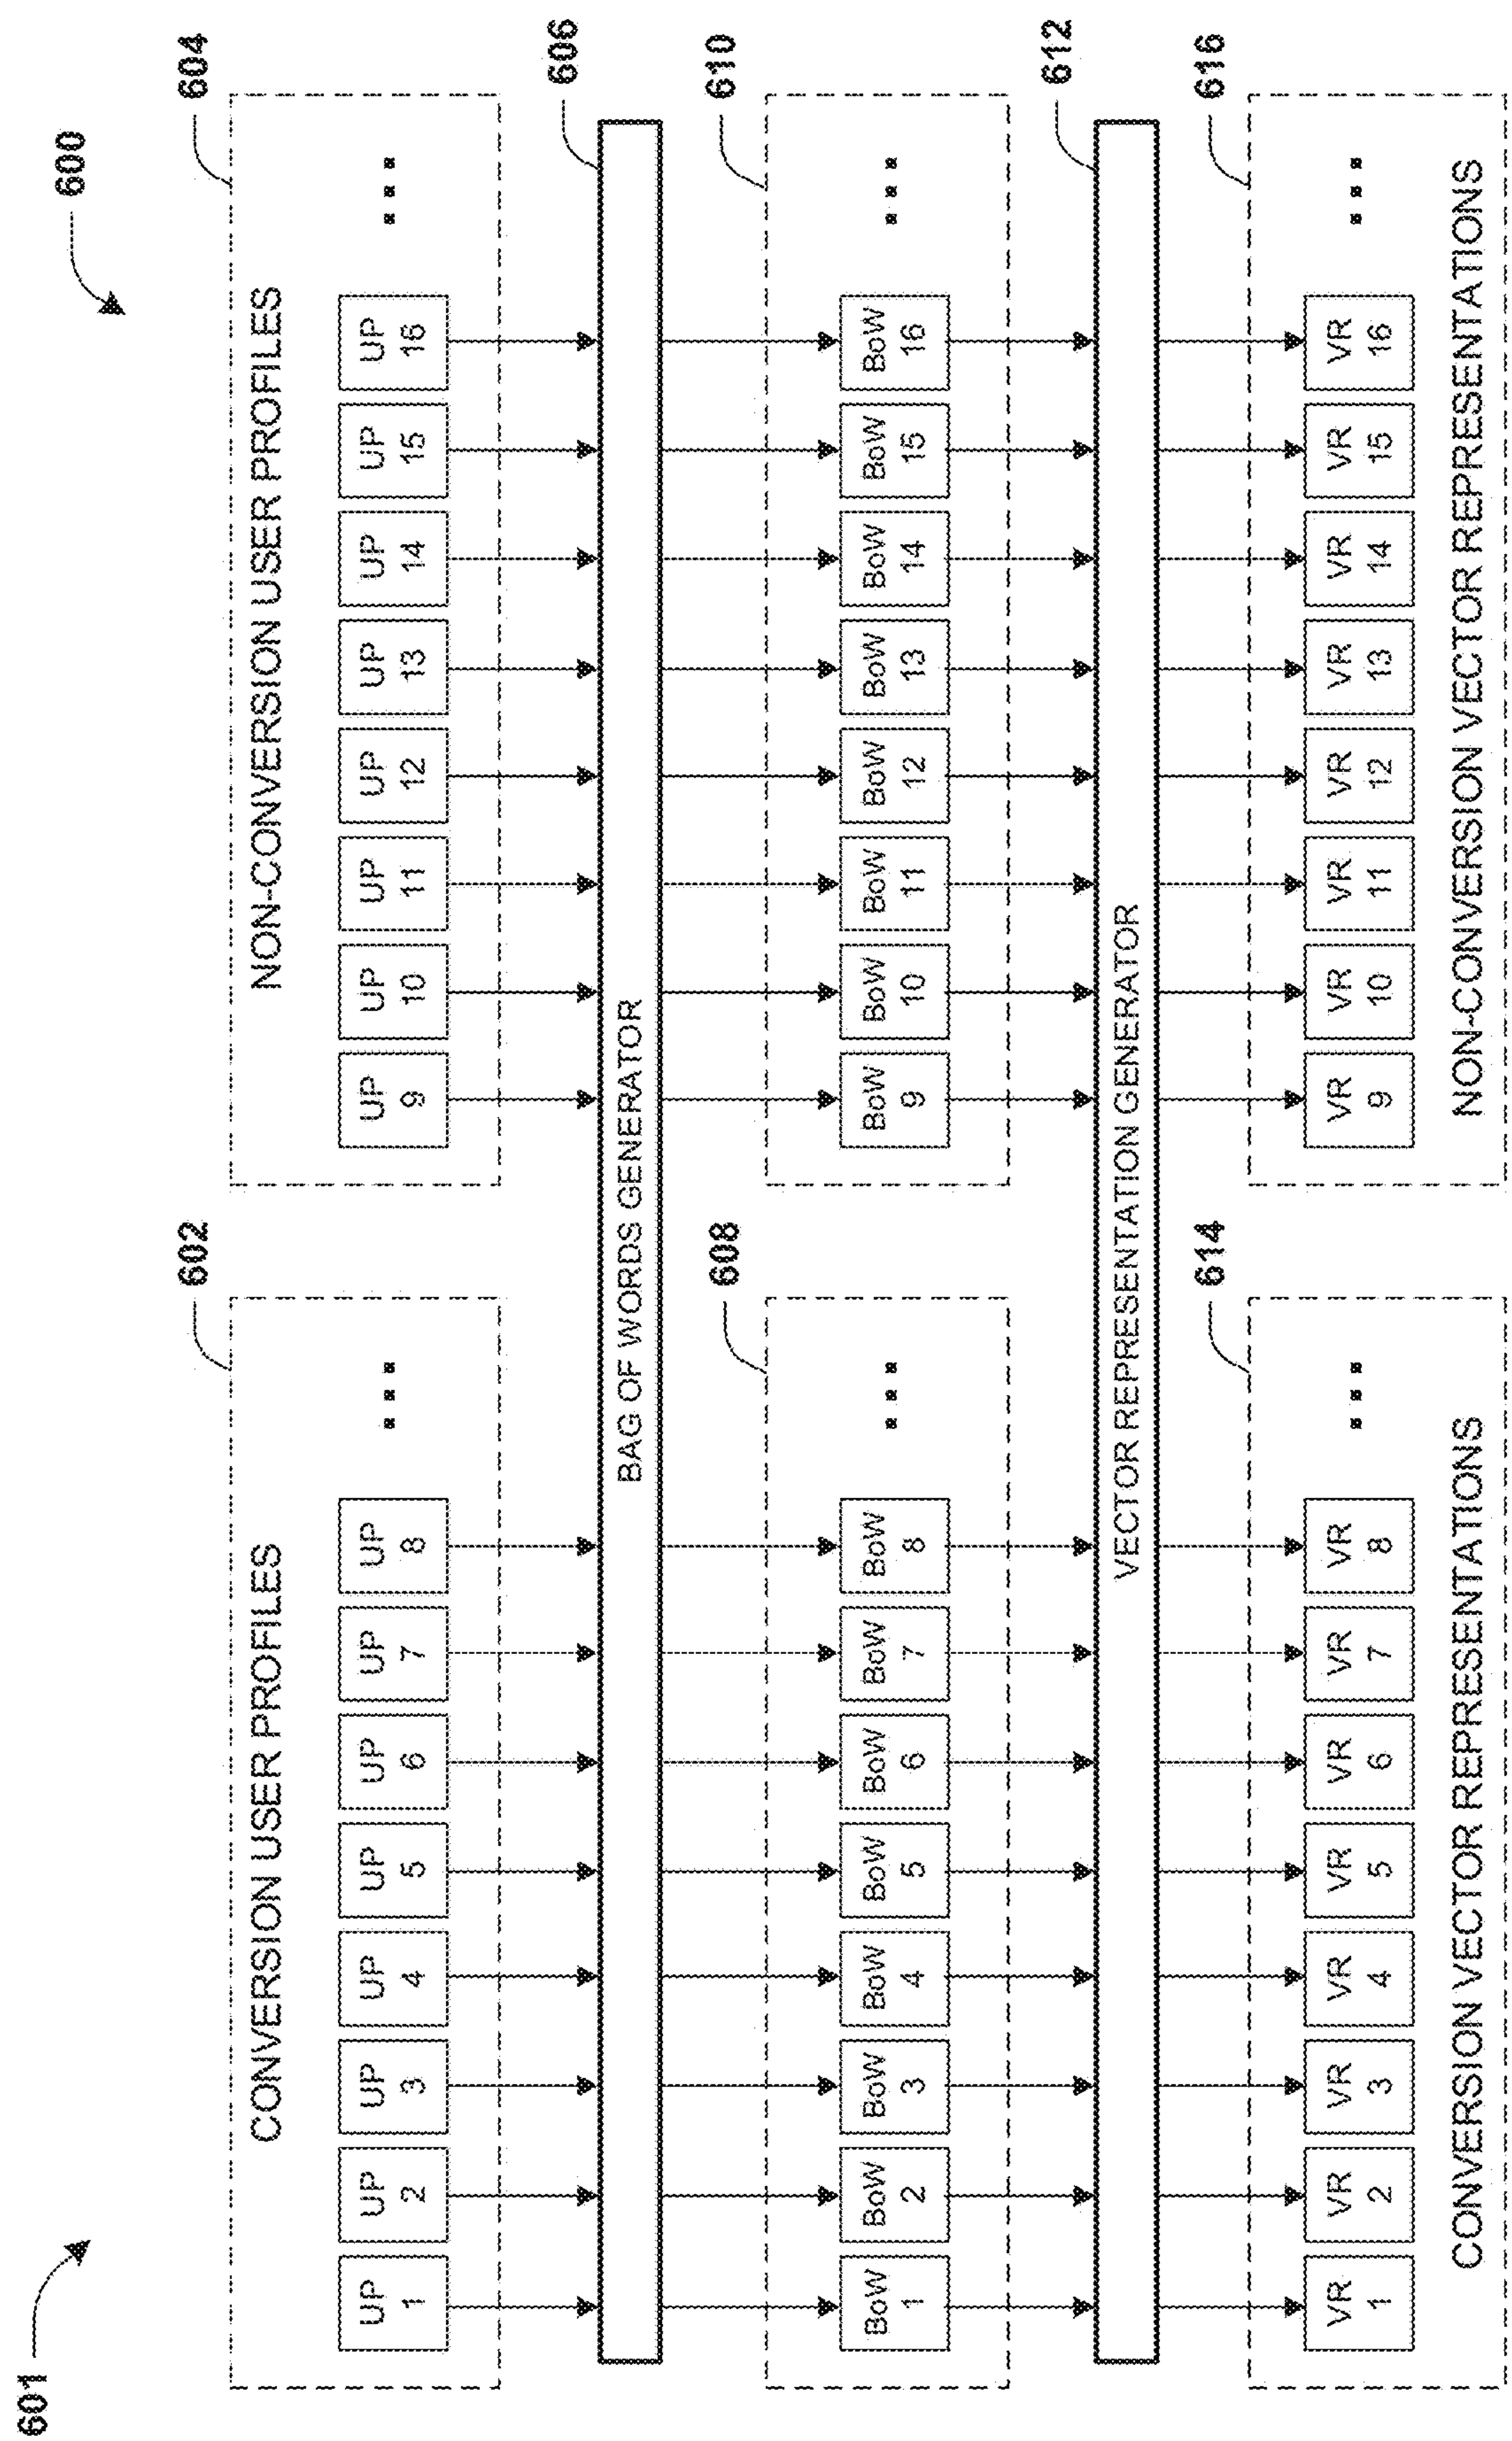 601
600
602
604
CONVERSION USER PROFILES
NON-CONVERSION USER PROFILES
UP 1
UP 2
UP 3
UP 4
UP 5
UP 6
UP 7
UP 8
...
UP 9
UP 10
UP 11
UP 12
UP 13
UP 14
UP 15
UP 16
...
606
BAG OF WORDS GENERATOR
608
610
BoW 1
BoW 2
BoW 3
BoW 4
BoW 5
BoW 6
BoW 7
BoW 8
...
BoW 9
BoW 10
BoW 11
BoW 12
BoW 13
BoW 14
BoW 15
BoW 16
...
612
VECTOR REPRESENTATION GENERATOR
614
616
VR 1
VR 2
VR 3
VR 4
VR 5
VR 6
VR 7
VR 8
...
VR 9
VR 10
VR 11
VR 12
VR 13
VR 14
VR 15
VR 16
...
CONVERSION VECTOR REPRESENTATIONS
NON-CONVERSION VECTOR REPRESENTATIONS